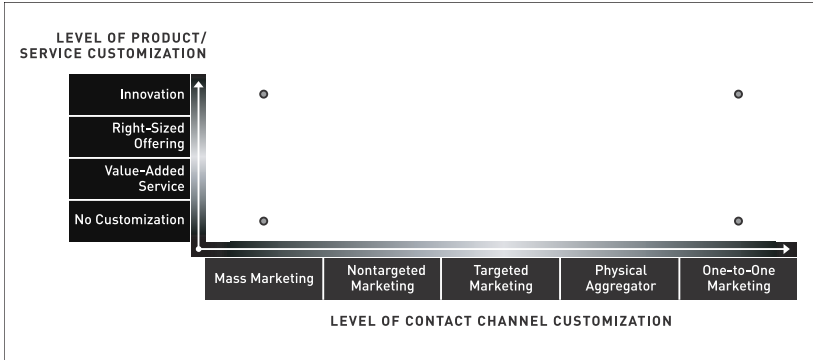 LEVEL OF PRODUCT/
SERVICE CUSTOMIZATION
Innovation
Right-Sized
Offering
Value-Added
Service
No Customization
Mass Marketing
Nontargeted
Marketing
Targeted
Marketing
Physical
Aggregator
One-to-One
Marketing
LEVEL OF CONTACT CHANNEL CUSTOMIZATION